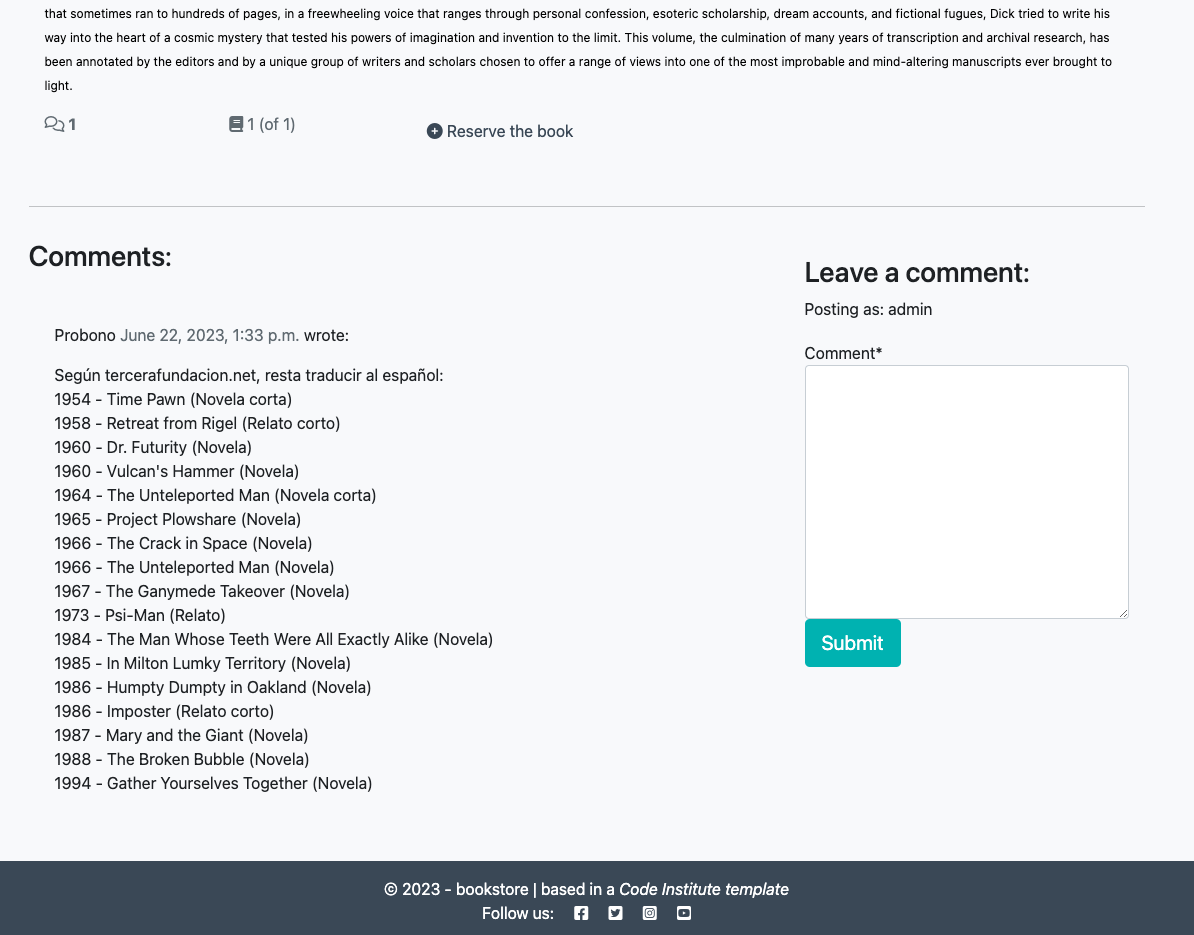 that sometimes ran to hundreds of pages, in a freewheeling voice that ranges through personal confession, esoteric scholarship, dream accounts, and fictional fugues, Dick tried to write his
way into the heart of a cosmic mystery that tested his powers of imagination and invention to the limit. This volume, the culmination of many years of transcription and archival research, has
been annotated by the editors and by a unique group of writers and scholars chosen to offer a range of views into one of the most improbable and mind-altering manuscripts ever brought to
light.
1
1 (of 1)
Reserve the book
Comments:
Probono June 22, 2023, 1:33 p.m. wrote:
Según tercerafundacion.net, resta traducir al español:
1954 - Time Pawn (Novela corta)
1958 - Retreat from Rigel (Relato corto)
1960 - Dr. Futurity (Novela)
1960 - Vulcan's Hammer (Novela)
1964 - The Unteleported Man (Novela corta)
1965 - Project Plowshare (Novela)
1966 - The Crack in Space (Novela)
1966 - The Unteleported Man (Novela)
1967 - The Ganymede Takeover (Novela)
1973 - Psi-Man (Relato)
1984 - The Man Whose Teeth Were All Exactly Alike (Novela)
1985 - In Milton Lumky Territory (Novela)
1986 - Humpty Dumpty in Oakland (Novela)
1986 - Imposter (Relato corto)
1987 - Mary and the Giant (Novela)
1988 - The Broken Bubble (Novela)
1994 - Gather Yourselves Together (Novela)
Leave a comment:
Posting as: admin
Comment*
Submit
© 2023 - bookstore | based in a Code Institute template
Follow us: